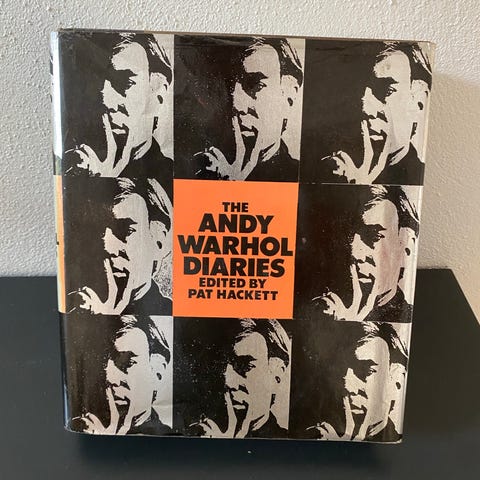 THE
ANDY
WARHOL
DIARIES
EDITED BY
PAT HACKETT